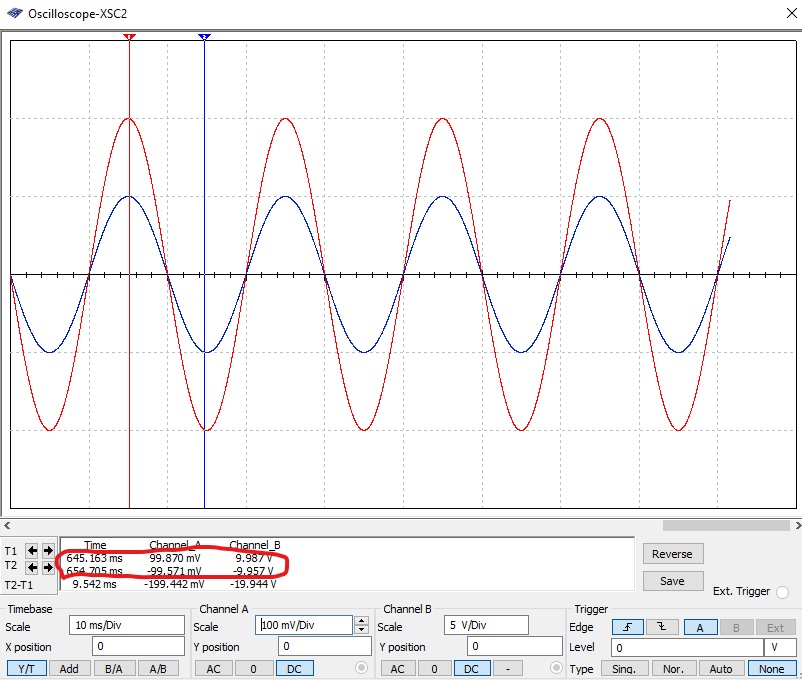 Oscilloscope-XSC2
1 2
Time Channel_A Channel_B
T1 645.163 ms 99.870 mV 9.987 V
T2 654.705 ms -99.571 mV -9.957 V
T2-T1 9.542 ms -199.442 mV -19.944 V
Reverse
Save
Ext. Trigger
Timebase
Scale 10 ms/Div
X position 0
Y/T Add B/A A/B
Channel A
Scale 100 mV/Div
Y position 0
AC 0 DC
Channel B
Scale 5 V/Div
Y position 0
AC 0 DC -
Trigger
Edge A B Ext
Level 0 V
Type Sing. Nor. Auto None